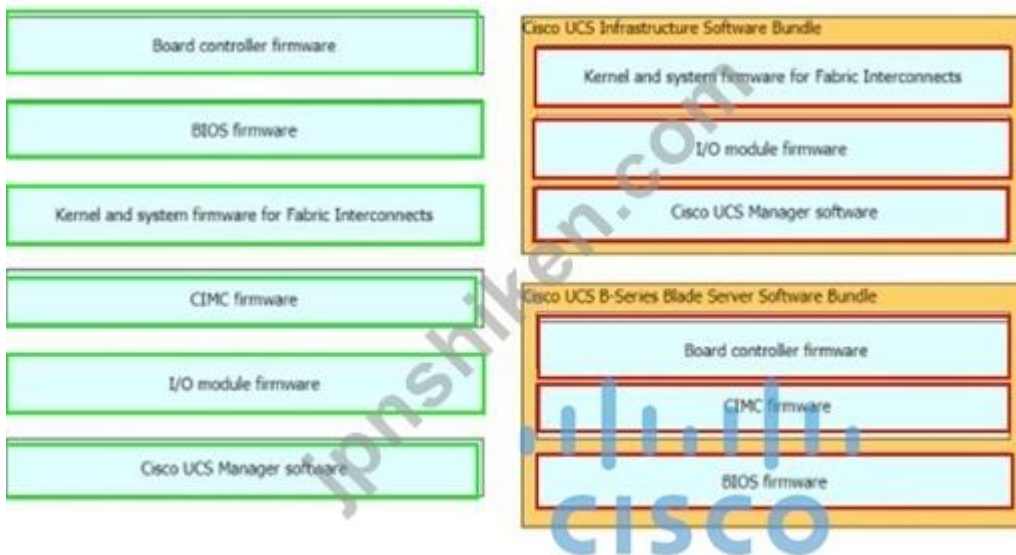 Board controller firmware
BIOS firmware
Kernel and system firmware for Fabric Interconnects
CIMC firmware
I/O module firmware
Cisco UCS Manager software
Cisco UCS Infrastructure Software Bundle
Kernel and system firmware for Fabric Interconnects
I/O module firmware
Cisco UCS Manager software
Cisco UCS B-Series Blade Server Software Bundle
Board controller firmware
CIMC firmware
BIOS firmware
CISCO
jpnshiken.com